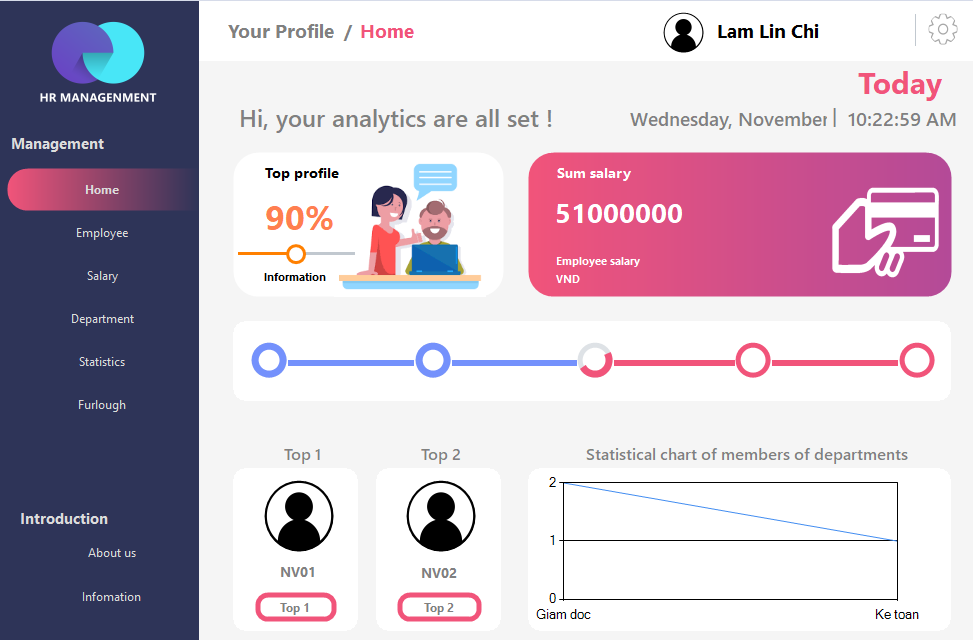 HR MANAGENMENT
Management
Home
Employee
Salary
Department
Statistics
Furlough
Introduction
About us
Infomation
Your Profile / Home
Lam Lin Chi
Today
Hi, your analytics are all set !
Wednesday, November | 10:22:59 AM
Top profile
90%
Information
Sum salary
51000000
Employee salary
VND
Top 1
Top 2
NV01
NV02
Top 1
Top 2
Statistical chart of members of departments
2
1
0
Giam doc
Ke toan